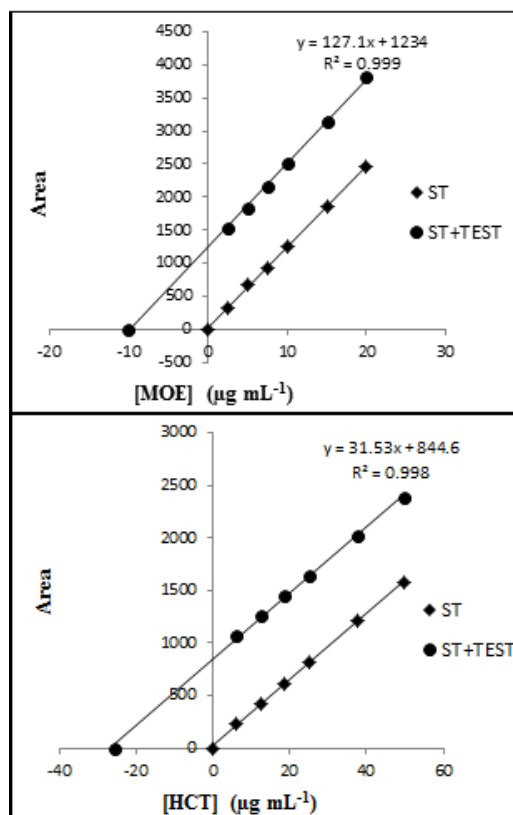 y = 127.1x + 1234
R² = 0.999
4500
4000
3500
3000
2500
2000
1500
1000
500
0
-500
-20 -10 0 10 20 30
Area
ST
ST+TEST
[MOE] (µg mL⁻¹)
3000
2500
2000
1500
1000
500
0
y = 31.53x + 844.6
R² = 0.998
Area
ST
ST+TEST
-40 -20 0 20 40 60
[HCT] (µg mL⁻¹)